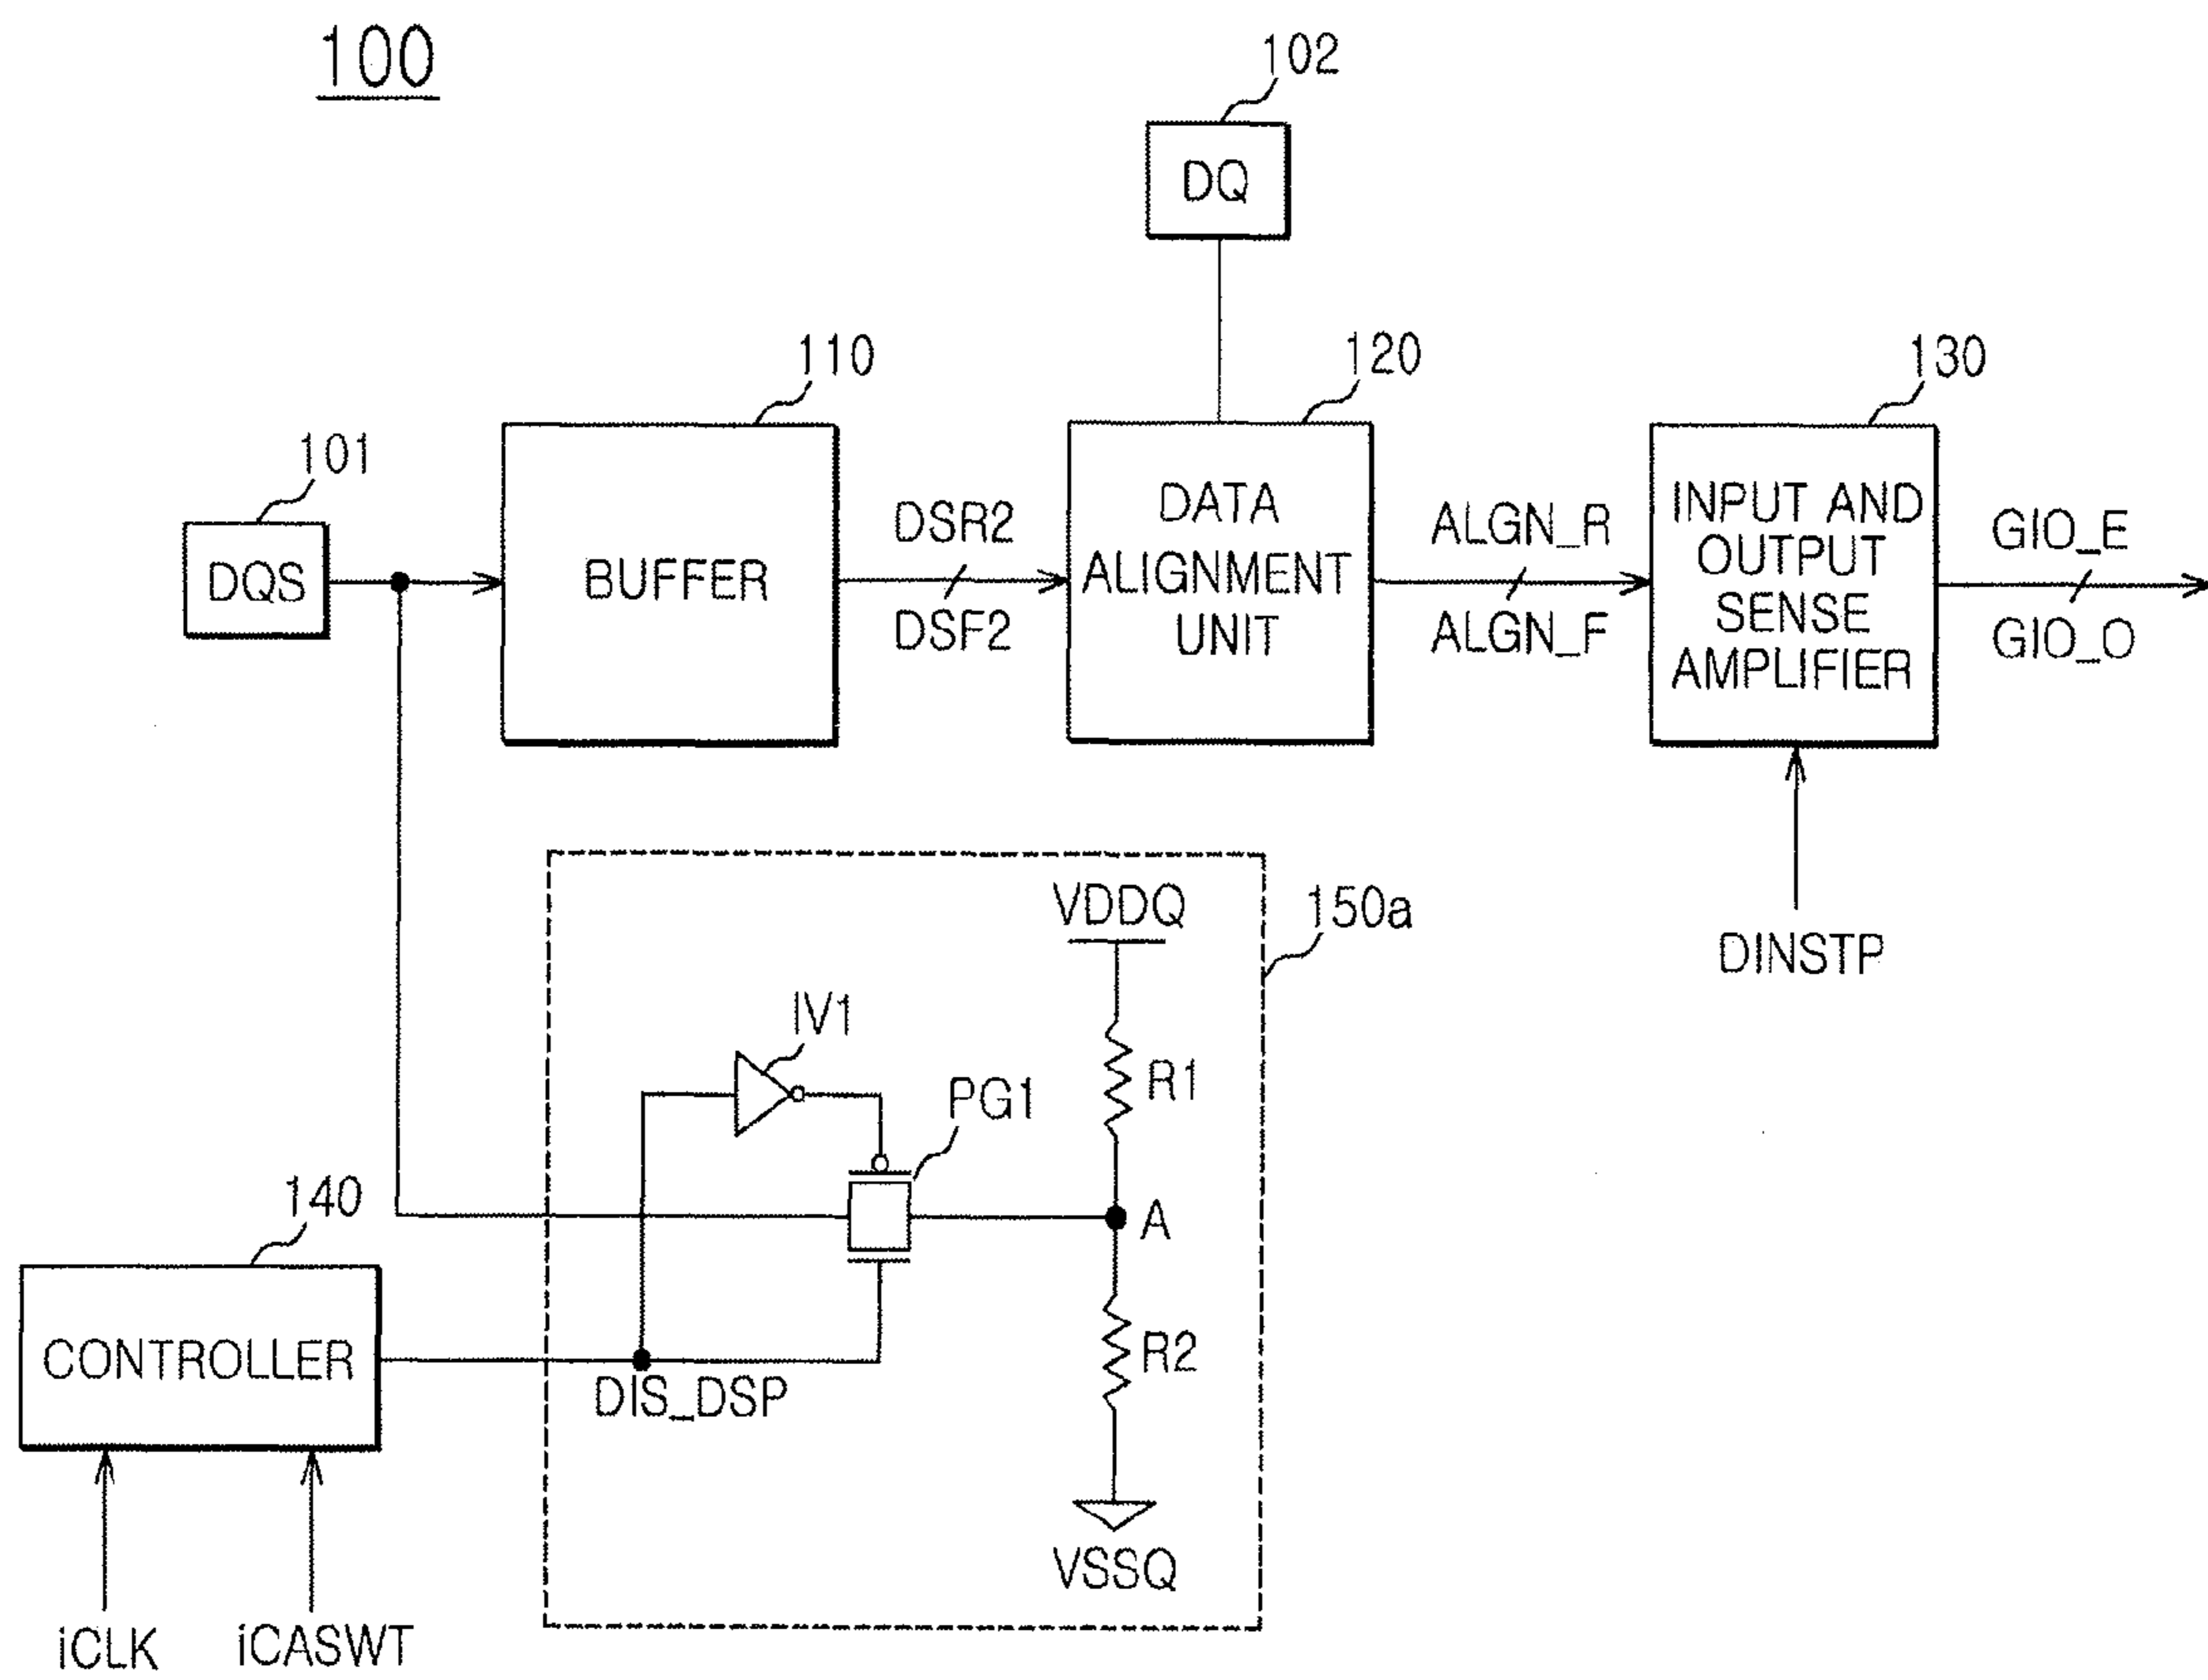 100
102
DQ
110
120
130
101
DQS
BUFFER
DSR2
DSF2
DATA
ALIGNMENT
UNIT
ALGN_R
ALGN_F
INPUT AND
OUTPUT
SENSE
AMPLIFIER
GIO_E
GIO_O
DINSTP
150a
VDDQ
IV1
R1
PG1
A
140
CONTROLLER
DIS_DSP
R2
VSSQ
iCLK
iCASWT